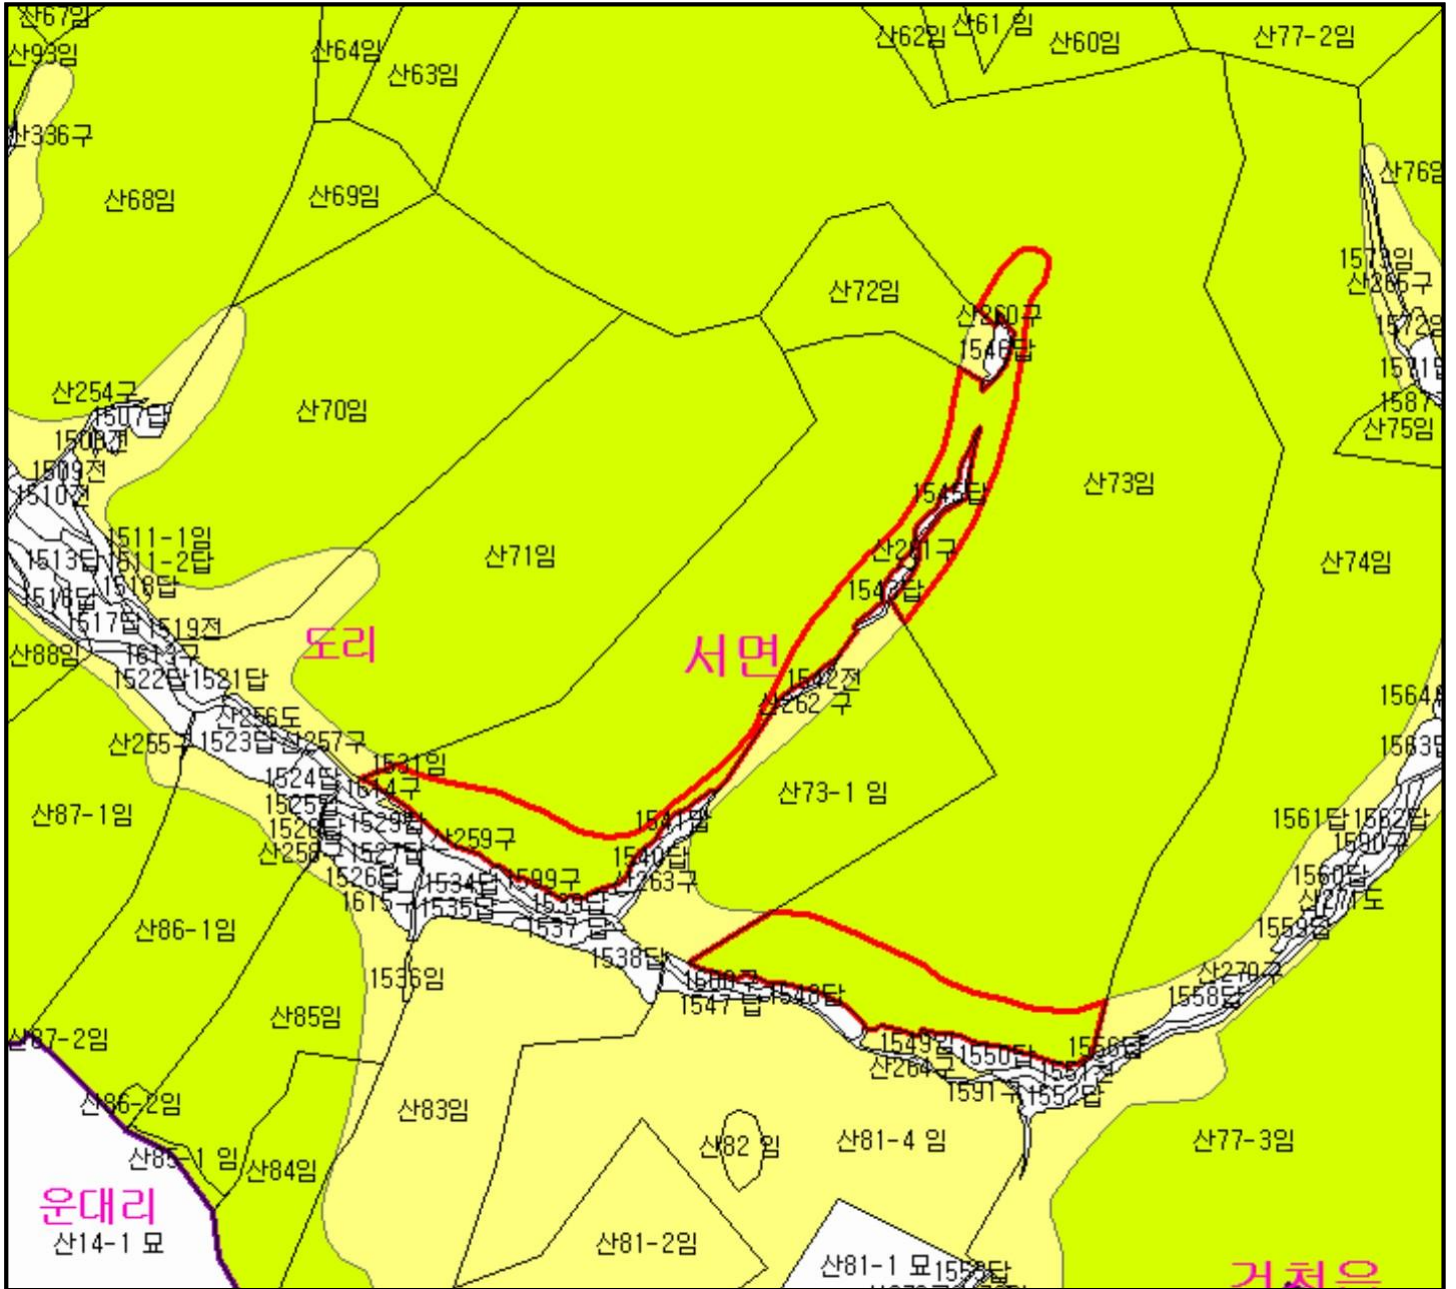 산67임
산93임
산64임
산63임
산62임
산61 임
산60임
산77-2임
산336구
산68임
산69임
산76임
산72임
1573임
산265구
산260구
1546답
1572임
1571답
1587
산254구
1507답
산70임
산75임
1508전
1509전
1510전
산73임
1545답
1511-1임
1511-2답
1513답
1518답
산71임
산261구
산74임
1543답
1516답
1517답
1519전
도리
서면
산88임
1613구
1522답
1521답
1542전
산262 구
1564
산256도
산255구
1523답
산257구
1563답
1531임
1524답
1614구
산73-1 임
산87-1임
1525답
1529답
1541답
1561답
1562답
산259구
1590구
1527답
1540답
1526답
1534답
1599구
산263구
1560답
산271도
1615구
1535답
1537 답
1559답
산86-1임
1538답
1536임
1600구
1548답
산270구
1547 답
1558답
산85임
산87-2임
1549임
1550답
1556답
산264구
1591구
1552답
산86-2임
산83임
산82 임
산81-4 임
산77-3임
산85-1 임
산84임
운대리
산14-1 묘
산81-2임
산81-1 묘
건천읍